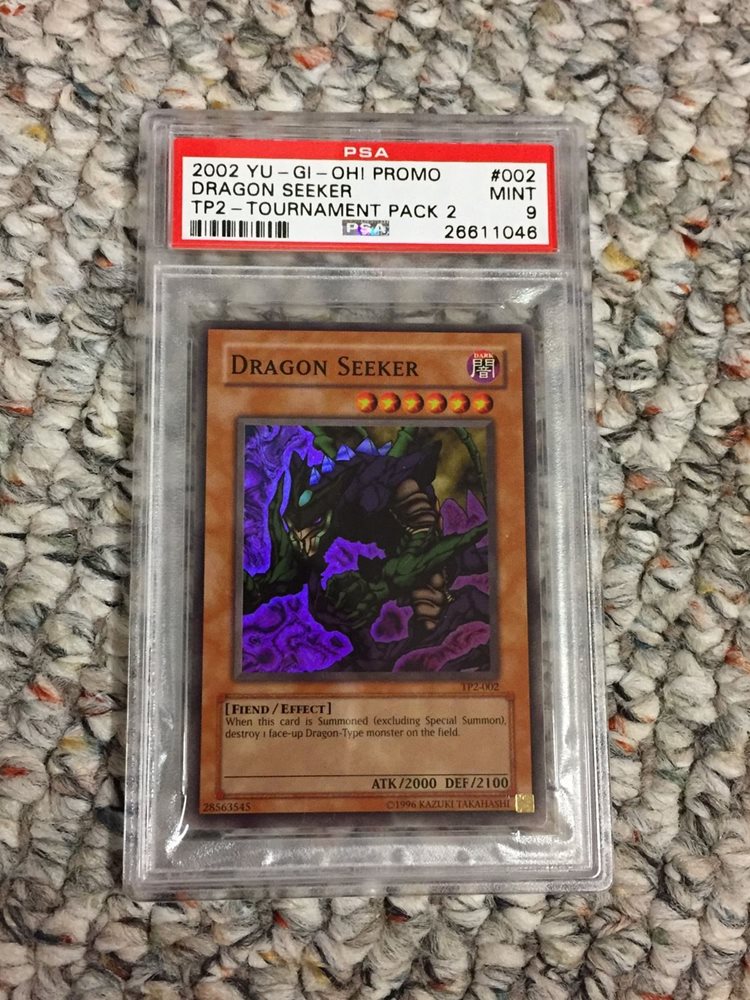 PSA
2002 YU-GI-OH! PROMO #002
DRAGON SEEKER MINT
TP2-TOURNAMENT PACK 2 9
PSA 26611046
DRAGON SEEKER
DARK
闇
TP2-002
[FIEND/EFFECT]
When this card is Summoned (excluding Special Summon),
destroy 1 face-up Dragon-Type monster on the field.
ATK/2000 DEF/2100
28563545 ©1996 KAZUKI TAKAHASHI